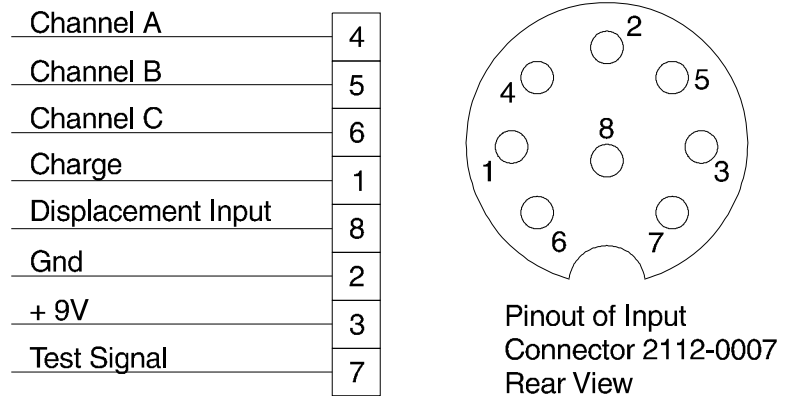 Channel A 4
Channel B 5
Channel C 6
Charge 1
Displacement Input 8
Gnd 2
+ 9V 3
Test Signal 7
2
4 5
8
1 3
6 7
Pinout of Input
Connector 2112-0007
Rear View